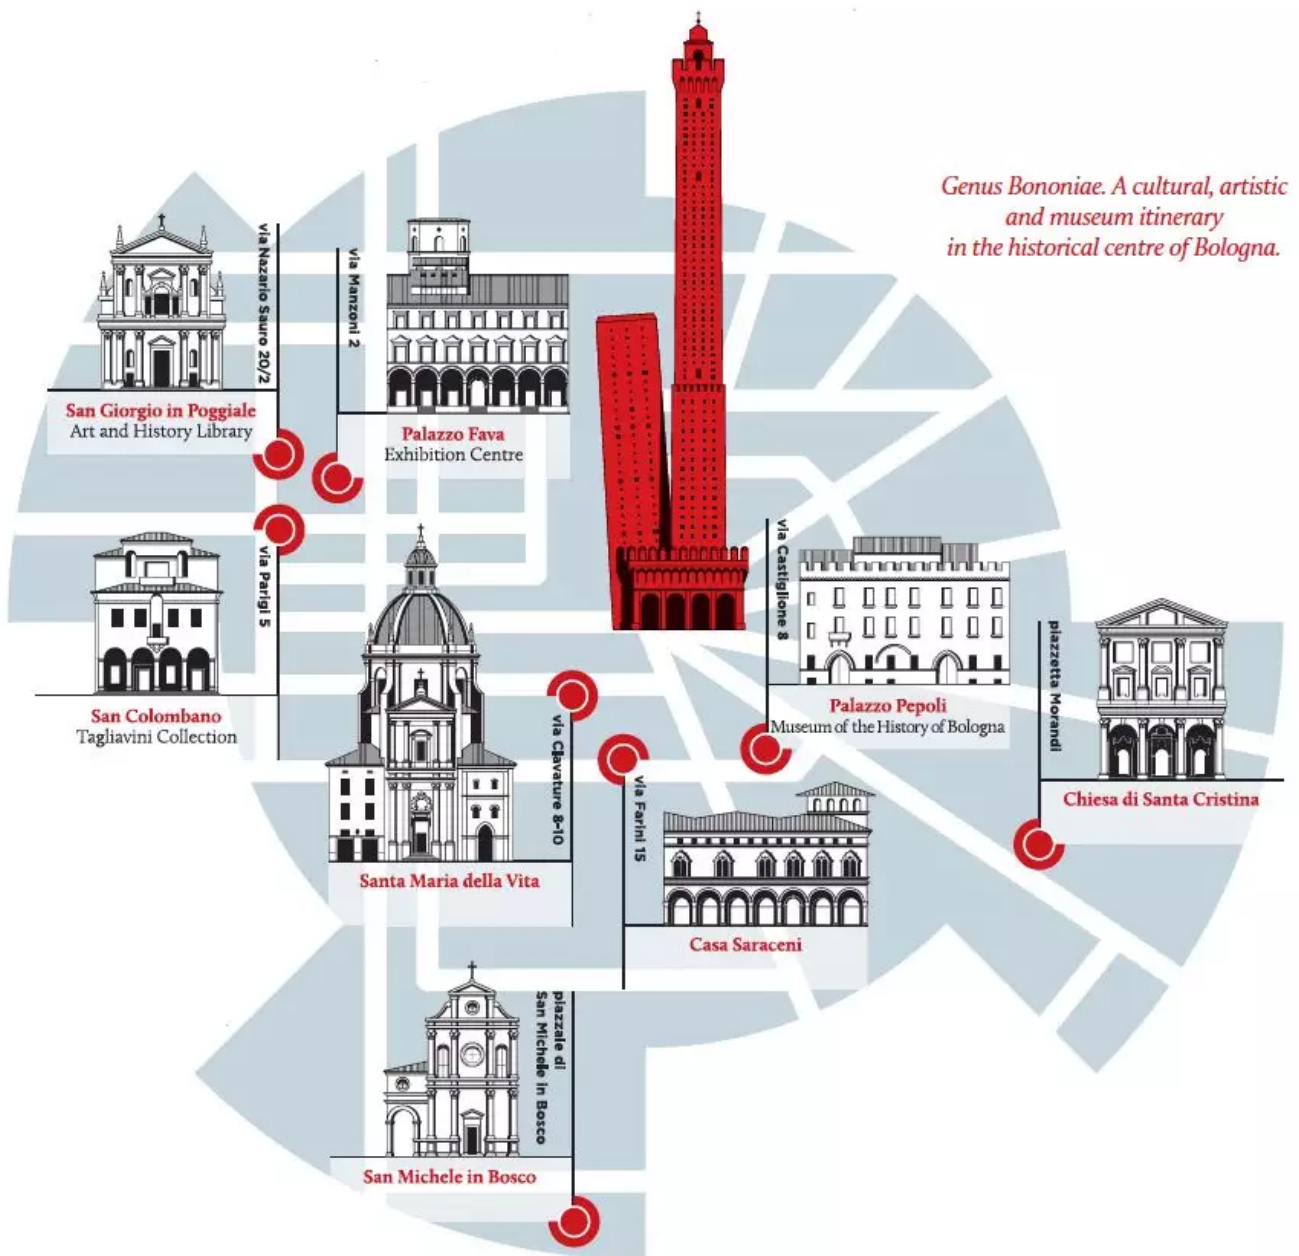 Genus Bononiae. A cultural, artistic
and museum itinerary
in the historical centre of Bologna.
via Nazario Sauro 20/2
San Giorgio in Poggiale
Art and History Library
via Manzoni 2
Palazzo Fava
Exhibition Centre
via Parigi 5
San Colombano
Tagliavini Collection
via Clavature 8-10
Santa Maria della Vita
via Castiglione 8
Palazzo Pepoli
Museum of the History of Bologna
piazzetta Morandi
Chiesa di Santa Cristina
via Farini 15
Casa Saraceni
piazzale di
San Michele in Bosco
San Michele in Bosco